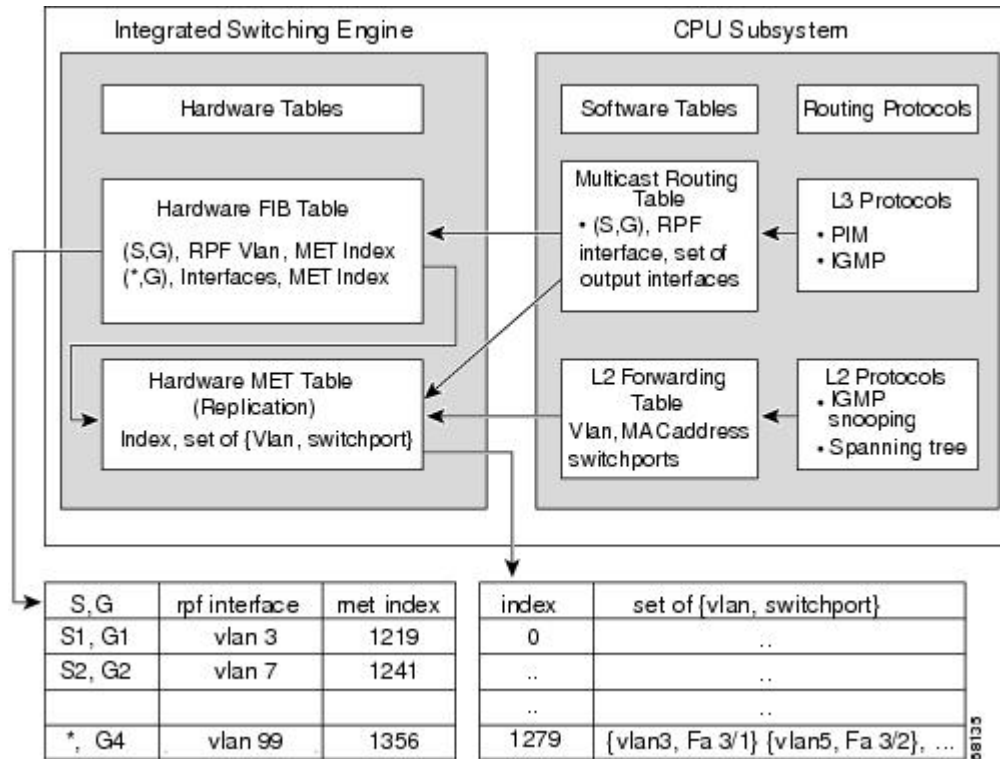 Integrated Switching Engine
CPU Subsystem
Hardware Tables
Software Tables
Routing Protocols
Hardware FIB Table
(S,G), RPF Vlan, MET Index
(*,G), Interfaces, MET Index
Multicast Routing
Table
• (S,G), RPF
interface, set of
output interfaces
L3 Protocols
• PIM
• IGMP
Hardware MET Table
(Replication)
Index, set of {Vlan, switchport}
L2 Forwarding
Table
Vlan, MAC address
switchports
L2 Protocols
• IGMP
snooping
• Spanning tree
S,G rpf interface met index
S1, G1 vlan 3 1219
S2, G2 vlan 7 1241
*, G4 vlan 99 1356
index set of {vlan, switchport}
0 ..
.. ..
.. ..
1279 {vlan3, Fa 3/1} {vlan5, Fa 3/2}, ...
68135